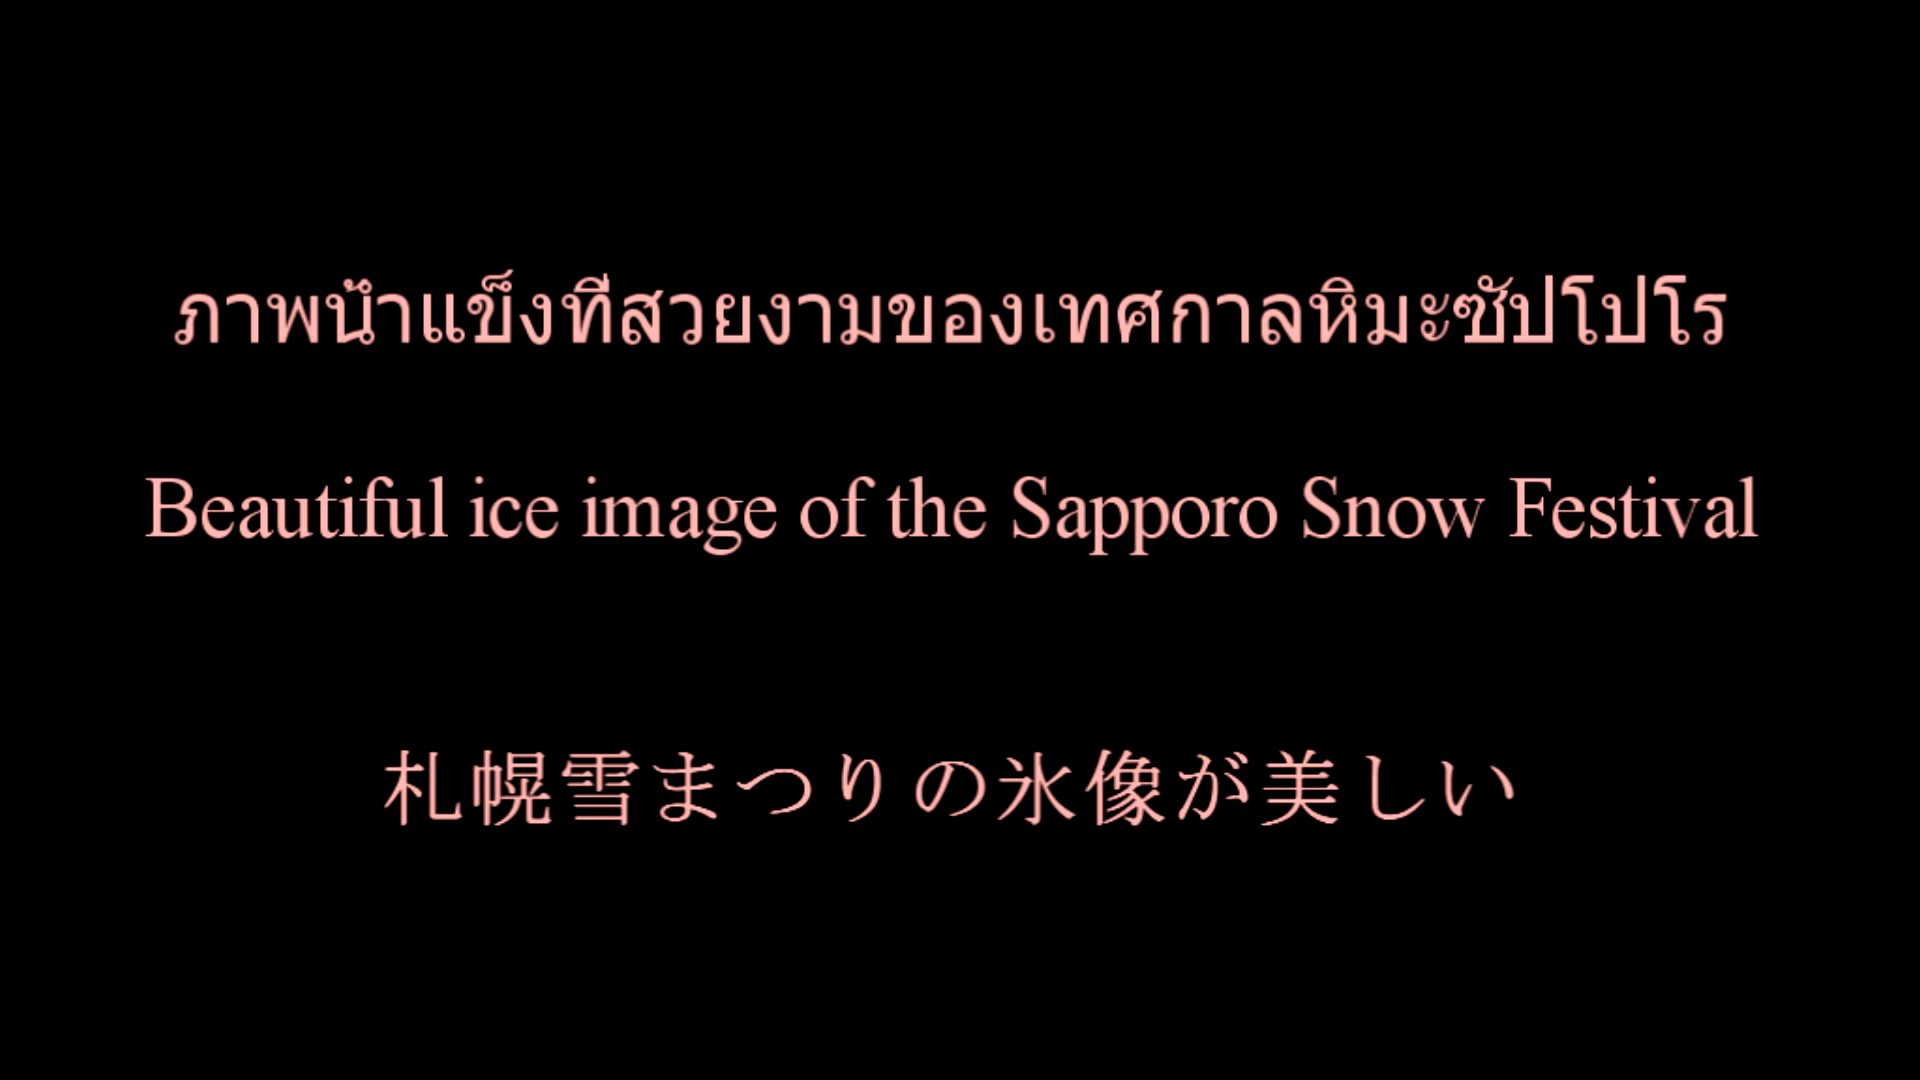 ภาพน้ำแข็งที่สวยงามของเทศกาลหิมะซัปโปโร
Beautiful ice image of the Sapporo Snow Festival
札幌雪まつりの氷像が美しい